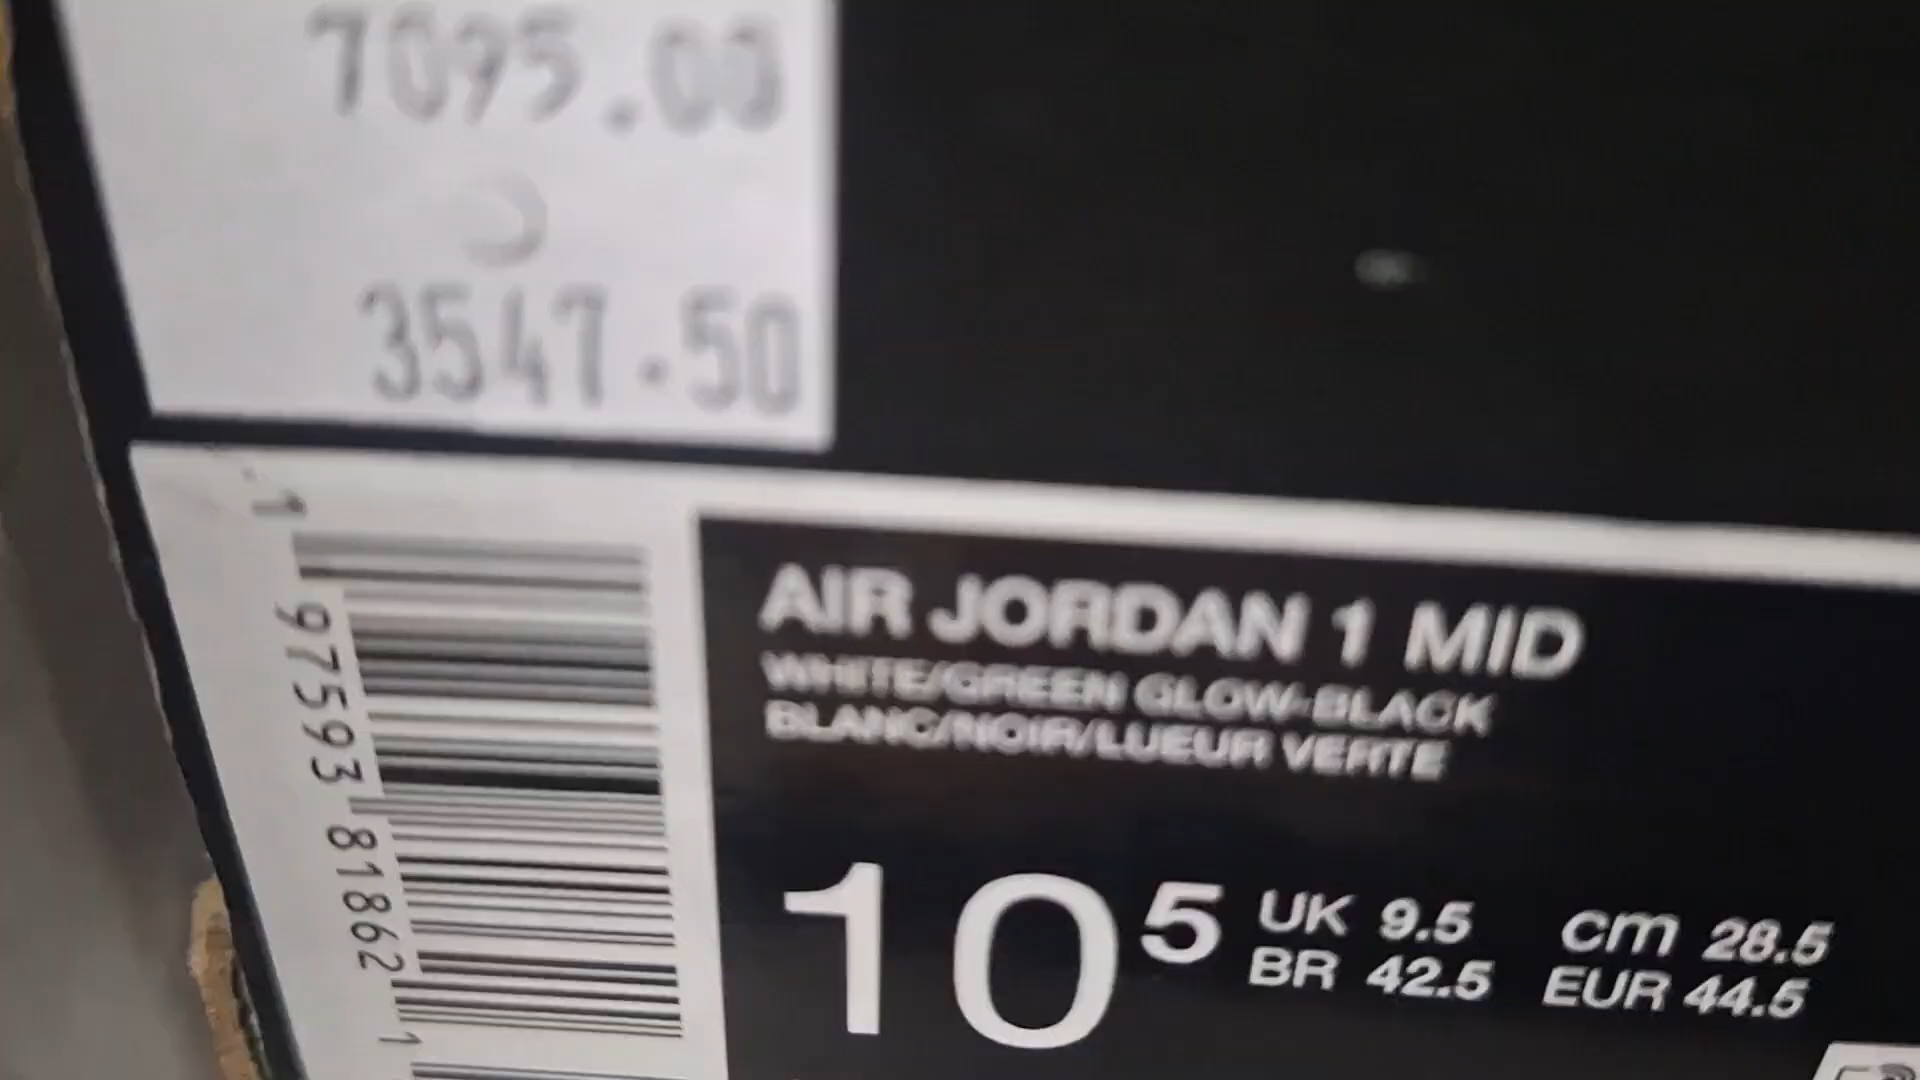 7095.00
3547.50
AIR JORDAN 1 MID
WHITE/GREEN GLOW-BLACK
BLANC/NOIR/LUEUR VERTE
10 5
UK 9.5 cm 28.5
BR 42.5 EUR 44.5
1 97593 81862 1